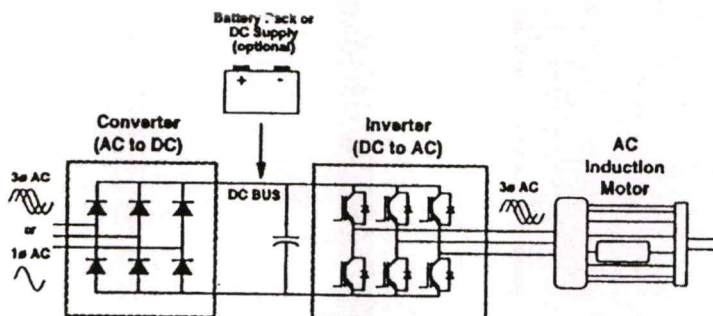 Battery Pack or
DC Supply
(optional)
+ -
Converter
(AC to DC)
Inverter
(DC to AC)
AC
Induction
Motor
3ø AC
or
1ø AC
DC BUS
3ø AC